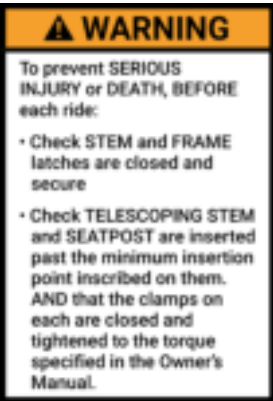 WARNING
To prevent SERIOUS
INJURY or DEATH, BEFORE
each ride:
• Check STEM and FRAME
latches are closed and
secure
• Check TELESCOPING STEM
and SEATPOST are inserted
past the minimum insertion
point inscribed on them.
AND that the clamps on
each are closed and
tightened to the torque
specified in the Owner's
Manual.